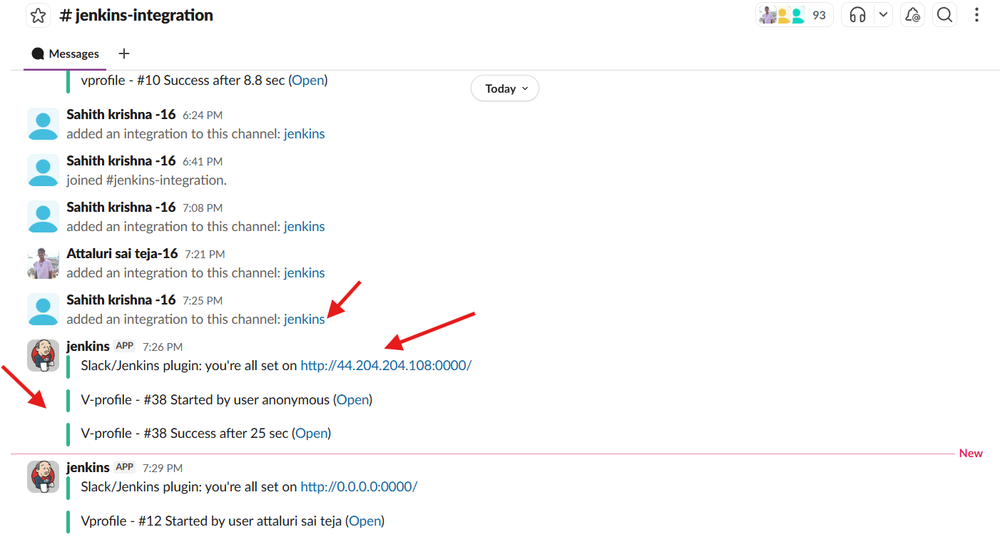 # jenkins-integration
93
Messages
vprofile - #10 Success after 8.8 sec (Open)
Today
Sahith krishna -16 6:24 PM
added an integration to this channel: jenkins
Sahith krishna -16 6:41 PM
joined #jenkins-integration.
Sahith krishna -16 7:08 PM
added an integration to this channel: jenkins
Attaluri sai teja-16 7:21 PM
added an integration to this channel: jenkins
Sahith krishna -16 7:25 PM
added an integration to this channel: jenkins
jenkins APP 7:26 PM
Slack/Jenkins plugin: you're all set on http://44.204.204.108:0000/
V-profile - #38 Started by user anonymous (Open)
V-profile - #38 Success after 25 sec (Open)
New
jenkins APP 7:29 PM
Slack/Jenkins plugin: you're all set on http://0.0.0.0:0000/
Vprofile - #12 Started by user attaluri sai teja (Open)